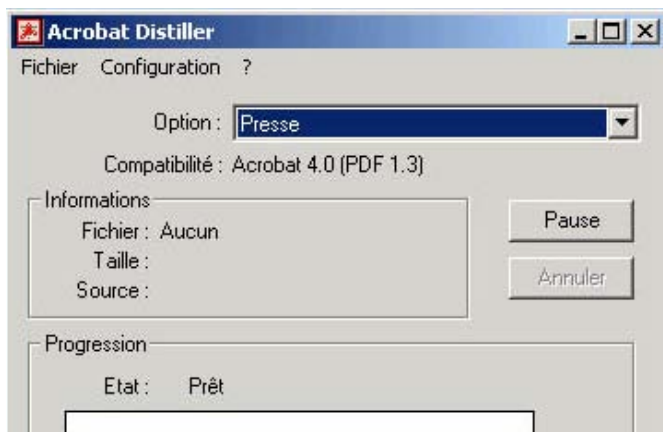 Acrobat Distiller
Fichier Configuration ?
Option : Presse
Compatibilité : Acrobat 4.0 (PDF 1.3)
Informations
Fichier : Aucun
Pause
Taille :
Annuler
Source :
Progression
Etat : Prêt